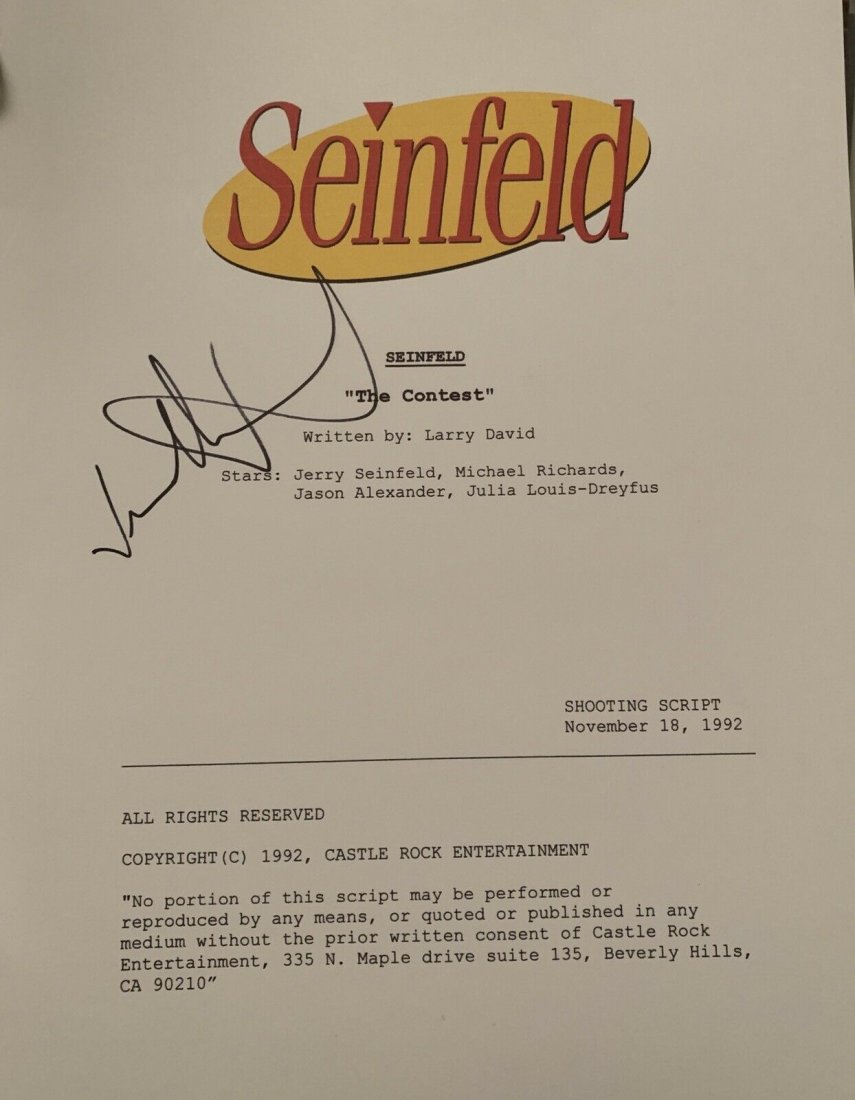 Seinfeld
SEINFELD
"The Contest"
Written by: Larry David
Stars: Jerry Seinfeld, Michael Richards,
Jason Alexander, Julia Louis-Dreyfus
SHOOTING SCRIPT
November 18, 1992
ALL RIGHTS RESERVED
COPYRIGHT(C) 1992, CASTLE ROCK ENTERTAINMENT
"No portion of this script may be performed or
reproduced by any means, or quoted or published in any
medium without the prior written consent of Castle Rock
Entertainment, 335 N. Maple drive suite 135, Beverly Hills,
CA 90210”